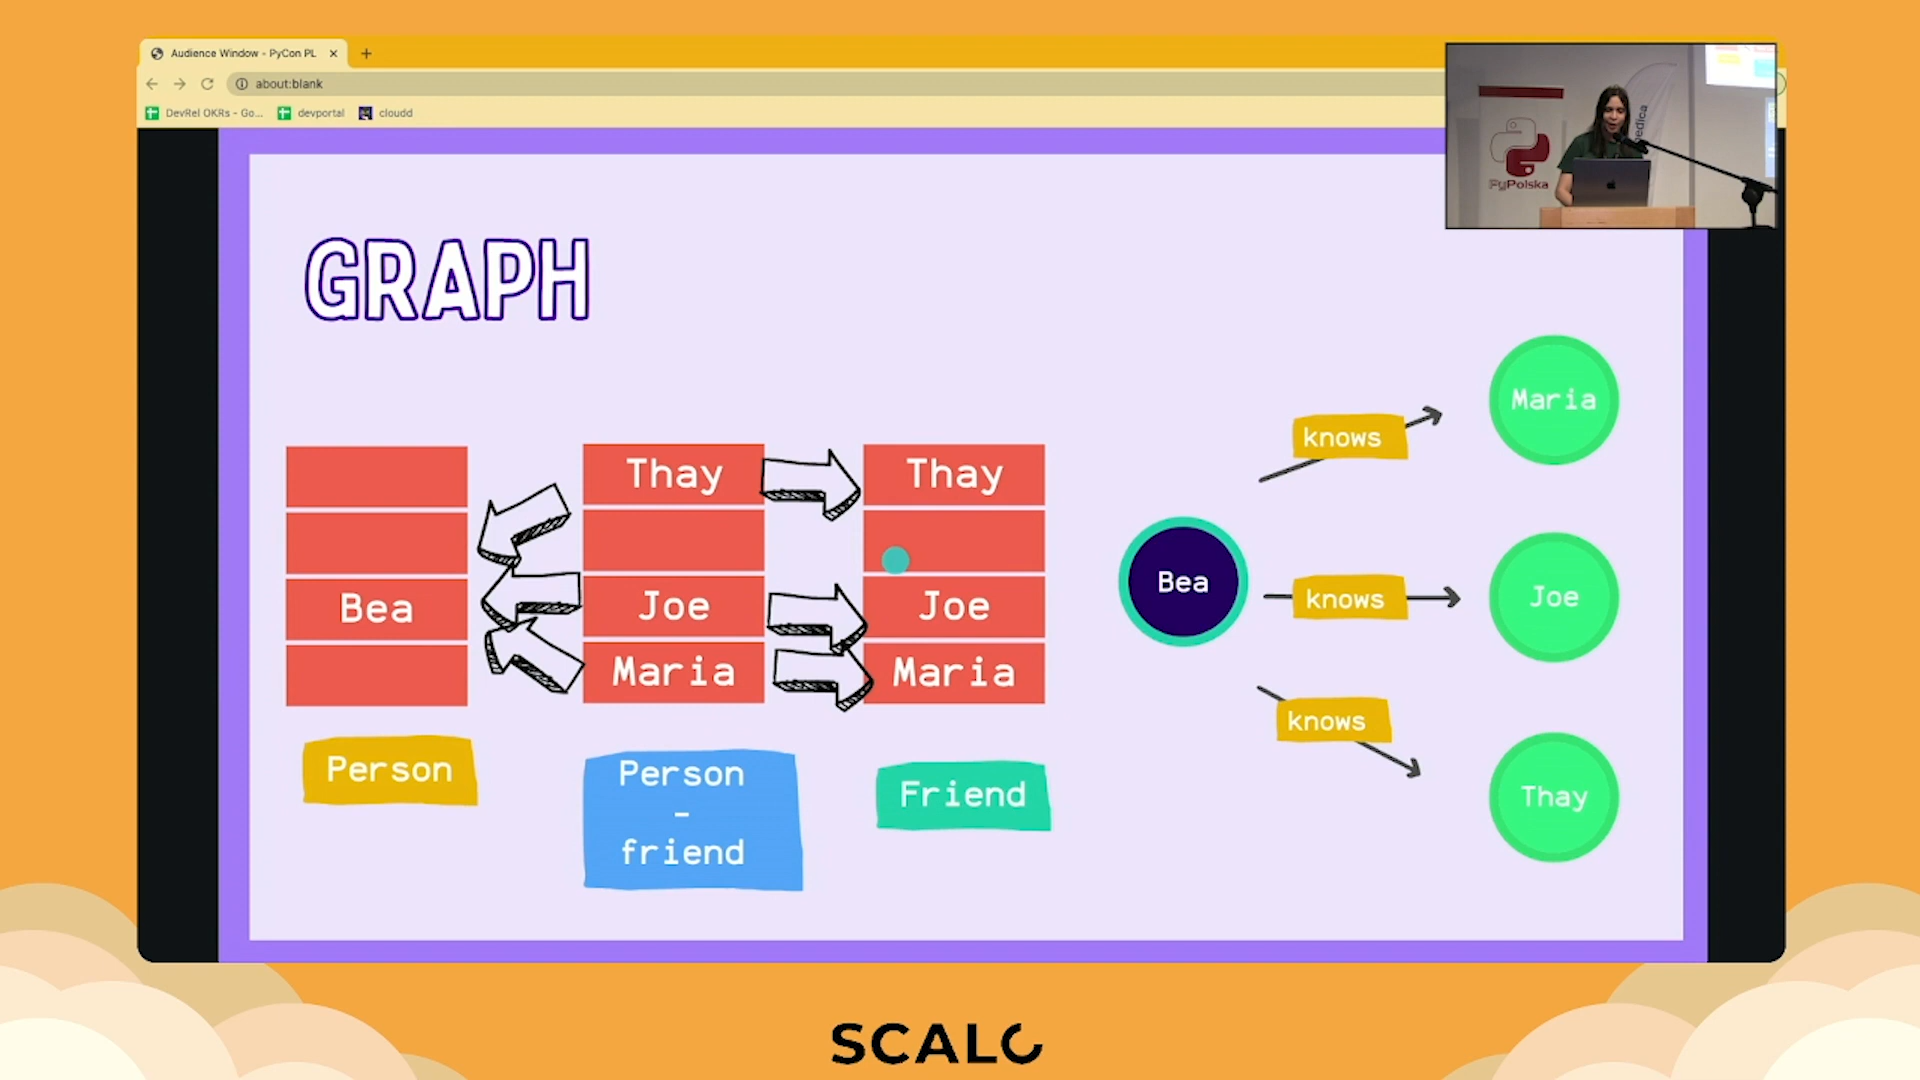 Audience Window - PyCon PL
about:blank
DevRel OKRs - Go...
devportal
cloudd
edica
PyPolska
GRAPH
Thay
Thay
Bea
Joe
Joe
Maria
Maria
Person
Person
-
friend
Friend
knows
Maria
Bea
knows
Joe
knows
Thay
SCALO